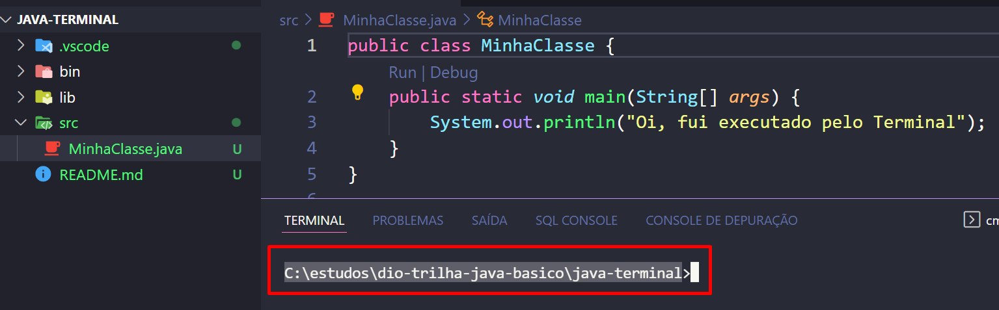 JAVA-TERMINAL
.vscode
bin
lib
src
MinhaClasse.java U
README.md U
src > MinhaClasse.java > MinhaClasse
1 public class MinhaClasse {
Run | Debug
2 public static void main(String[] args) {
3 System.out.println("Oi, fui executado pelo Terminal");
4 }
5 }
TERMINAL PROBLEMAS SAÍDA SQL CONSOLE CONSOLE DE DEPURAÇÃO
C:\estudos\dio-trilha-java-basico\java-terminal>